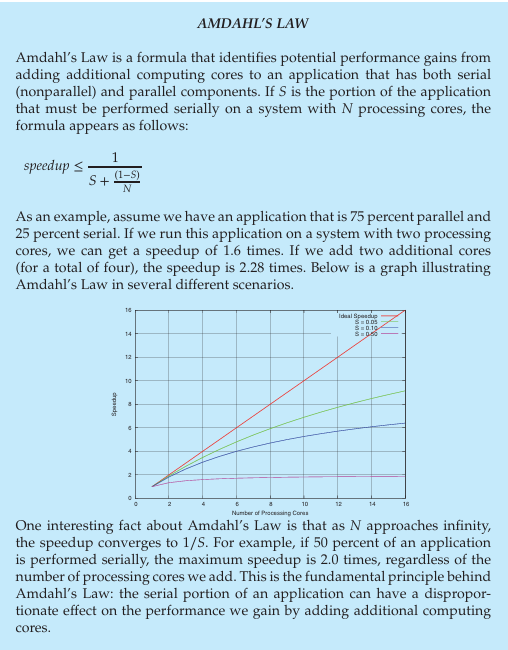 AMDAHL'S LAW
Amdahl's Law is a formula that identifies potential performance gains from
adding additional computing cores to an application that has both serial
(nonparallel) and parallel components. If S is the portion of the application
that must be performed serially on a system with N processing cores, the
formula appears as follows:
speedup ≤ 1 / (S + (1−S)/N)
As an example, assume we have an application that is 75 percent parallel and
25 percent serial. If we run this application on a system with two processing
cores, we can get a speedup of 1.6 times. If we add two additional cores
(for a total of four), the speedup is 2.28 times. Below is a graph illustrating
Amdahl's Law in several different scenarios.
16
14
12
10
8
6
4
2
0
Speedup
Ideal Speedup
S = 0.05
S = 0.10
S = 0.50
0 2 4 6 8 10 12 14 16
Number of Processing Cores
One interesting fact about Amdahl's Law is that as N approaches infinity,
the speedup converges to 1/S. For example, if 50 percent of an application
is performed serially, the maximum speedup is 2.0 times, regardless of the
number of processing cores we add. This is the fundamental principle behind
Amdahl's Law: the serial portion of an application can have a dispropor-
tionate effect on the performance we gain by adding additional computing
cores.